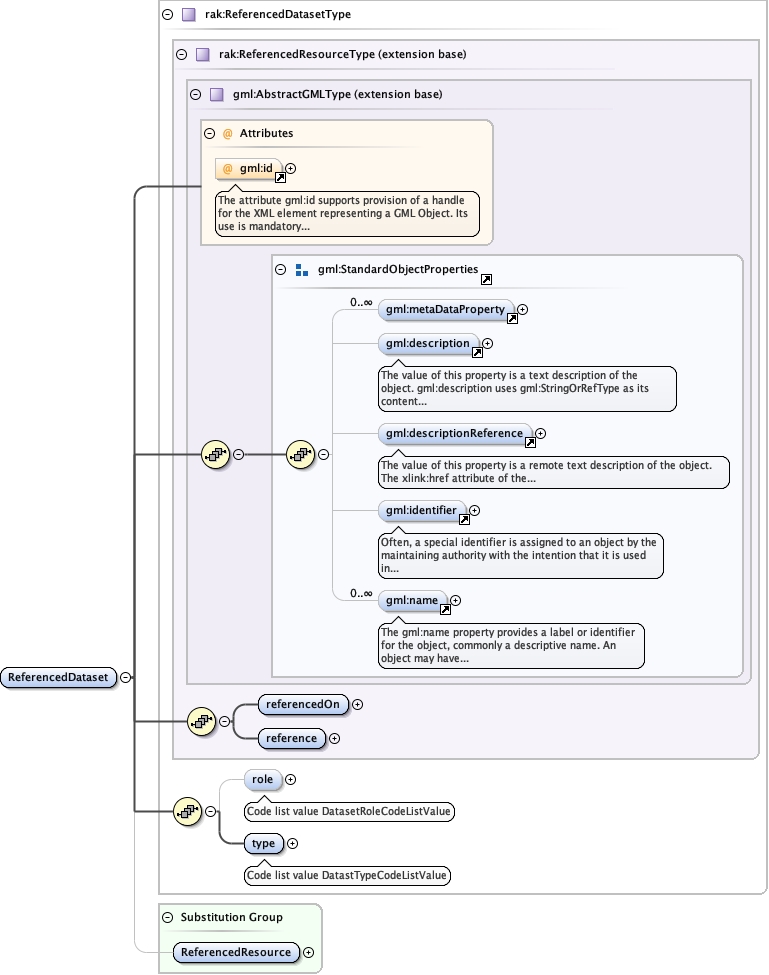 rak:ReferencedDatasetType
rak:ReferencedResourceType (extension base)
gml:AbstractGMLType (extension base)
@ Attributes
@ gml:id
The attribute gml:id supports provision of a handle
for the XML element representing a GML Object. Its
use is mandatory...
gml:StandardObjectProperties
0..∞
gml:metaDataProperty
gml:description
The value of this property is a text description of the
object. gml:description uses gml:StringOrRefType as its
content...
gml:descriptionReference
The value of this property is a remote text description of the object.
The xlink:href attribute of the...
gml:identifier
Often, a special identifier is assigned to an object by the
maintaining authority with the intention that it is used
in...
0..∞
gml:name
The gml:name property provides a label or identifier
for the object, commonly a descriptive name. An
object may have...
ReferencedDataset
referencedOn
reference
role
Code list value DatasetRoleCodeListValue
type
Code list value DatastTypeCodeListValue
Substitution Group
ReferencedResource